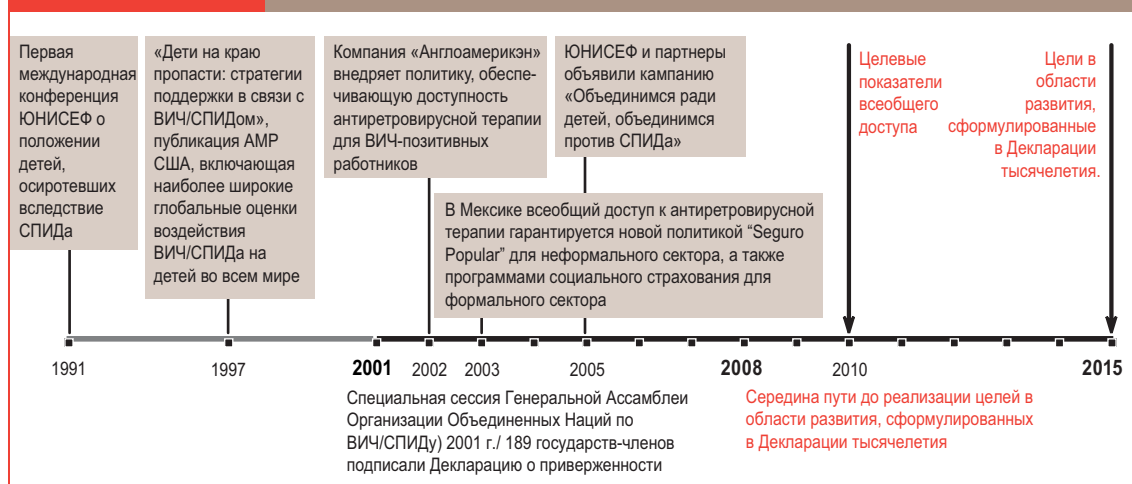 Первая
международная
конференция
ЮНИСЕФ о
положении
детей,
осиротевших
вследствие
СПИДа
«Дети на краю
пропасти: стратегии
поддержки в связи с
ВИЧ/СПИДом»,
публикация АМР
США, включающая
наиболее широкие
глобальные оценки
воздействия
ВИЧ/СПИДа на
детей во всем мире
Компания «Англоамерикэн»
внедряет политику, обеспе-
чивающую доступность
антиретровирусной терапии
для ВИЧ-позитивных
работников
ЮНИСЕФ и партнеры
объявили кампанию
«Объединимся ради
детей, объединимся
против СПИДа»
В Мексике всеобщий доступ к антиретровирусной
терапии гарантируется новой политикой “Seguro
Popular” для неформального сектора, а также
программами социального страхования для
формального сектора
Целевые
показатели
всеобщего
доступа
Цели в
области
развития,
сформулированные
в Декларации
тысячелетия.
1991 1997 2001 2002 2003 2005 2008 2010 2015
Специальная сессия Генеральной Ассамблеи
Организации Объединенных Наций по
ВИЧ/СПИДу) 2001 г./ 189 государств-членов
подписали Декларацию о приверженности
Середина пути до реализации целей в
области развития, сформулированных
в Декларации тысячелетия